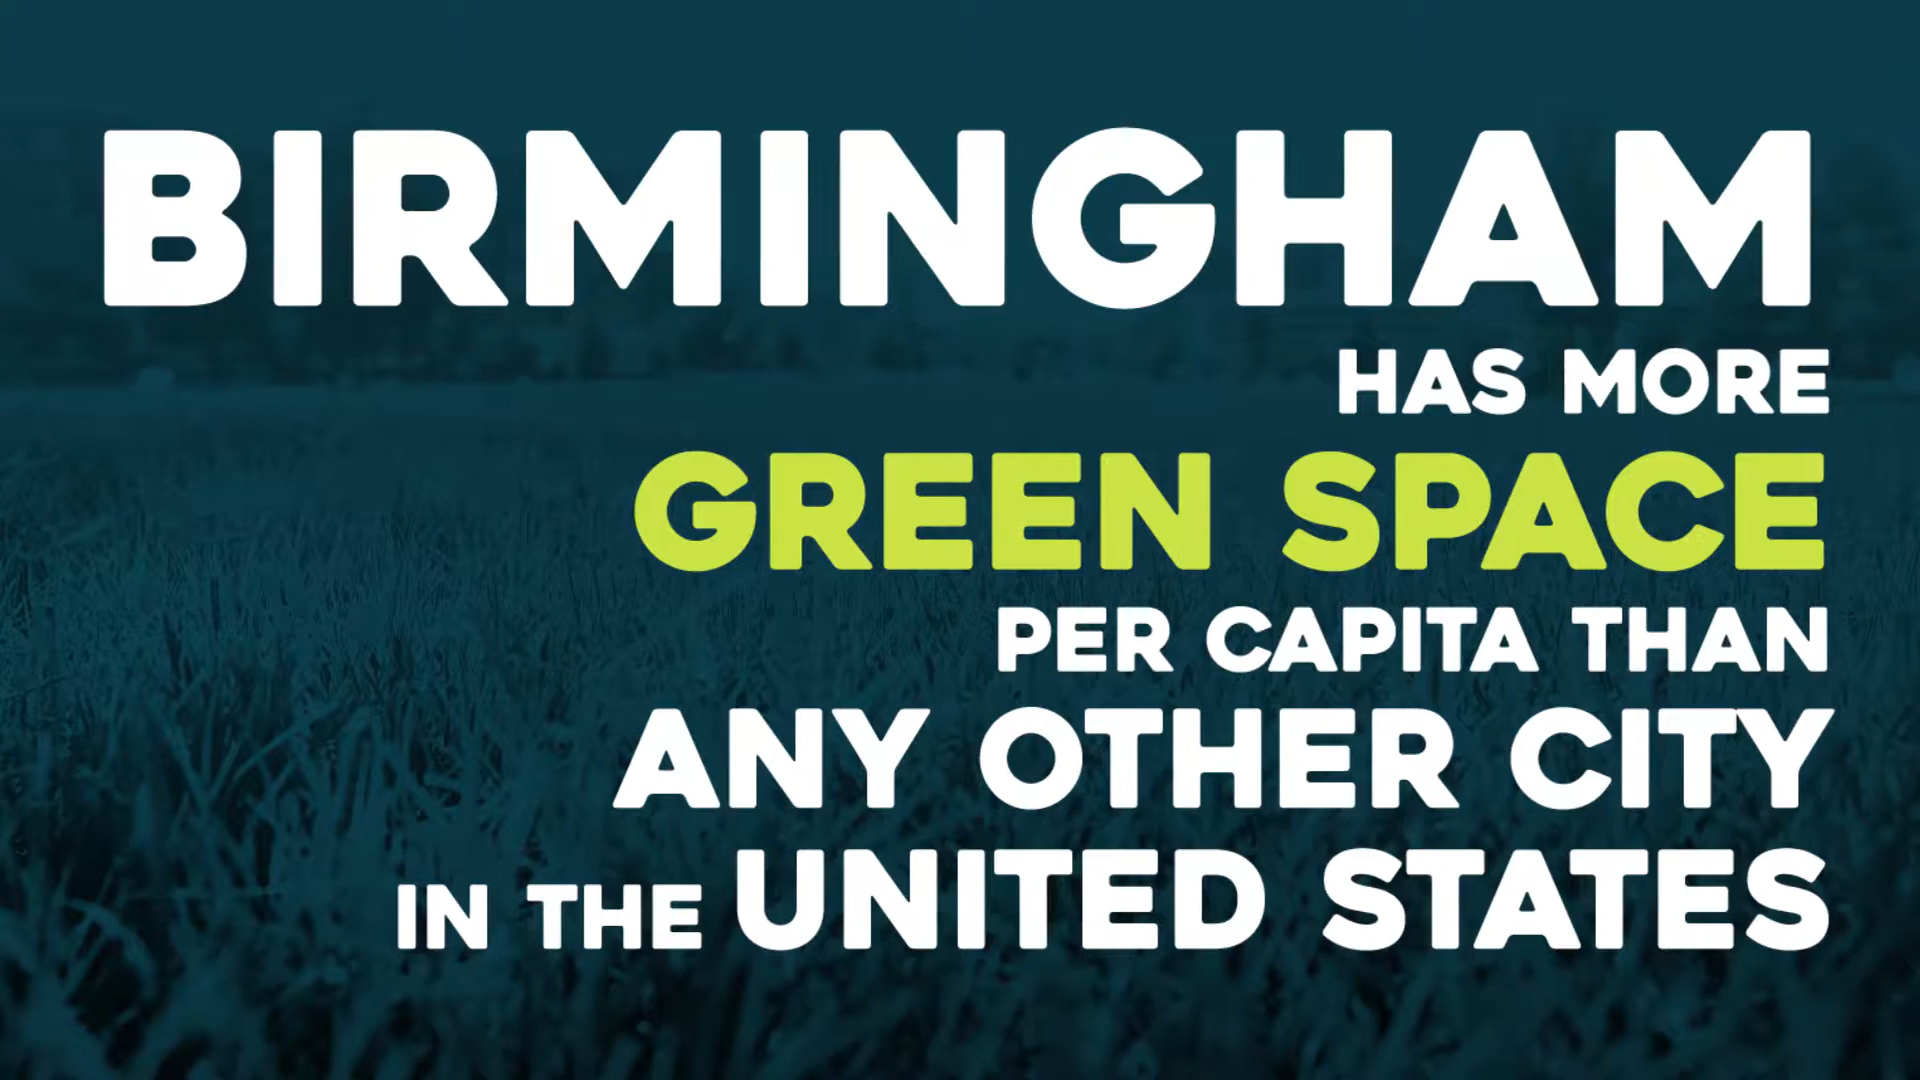 BIRMINGHAM
HAS MORE
GREEN SPACE
PER CAPITA THAN
ANY OTHER CITY
IN THE UNITED STATES